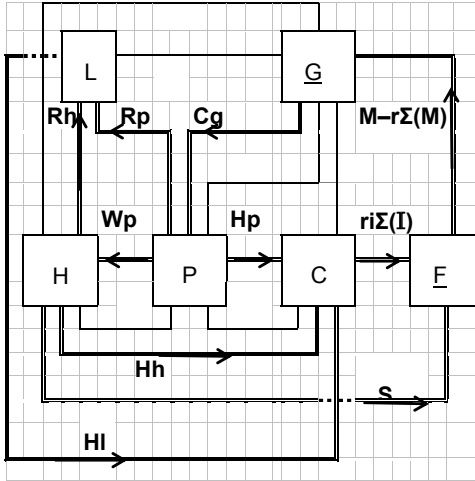 L
G
Rh Rp Cg M–rΣ(M)
Wp Hp riΣ(I)
H P C F
Hh
S
Hl